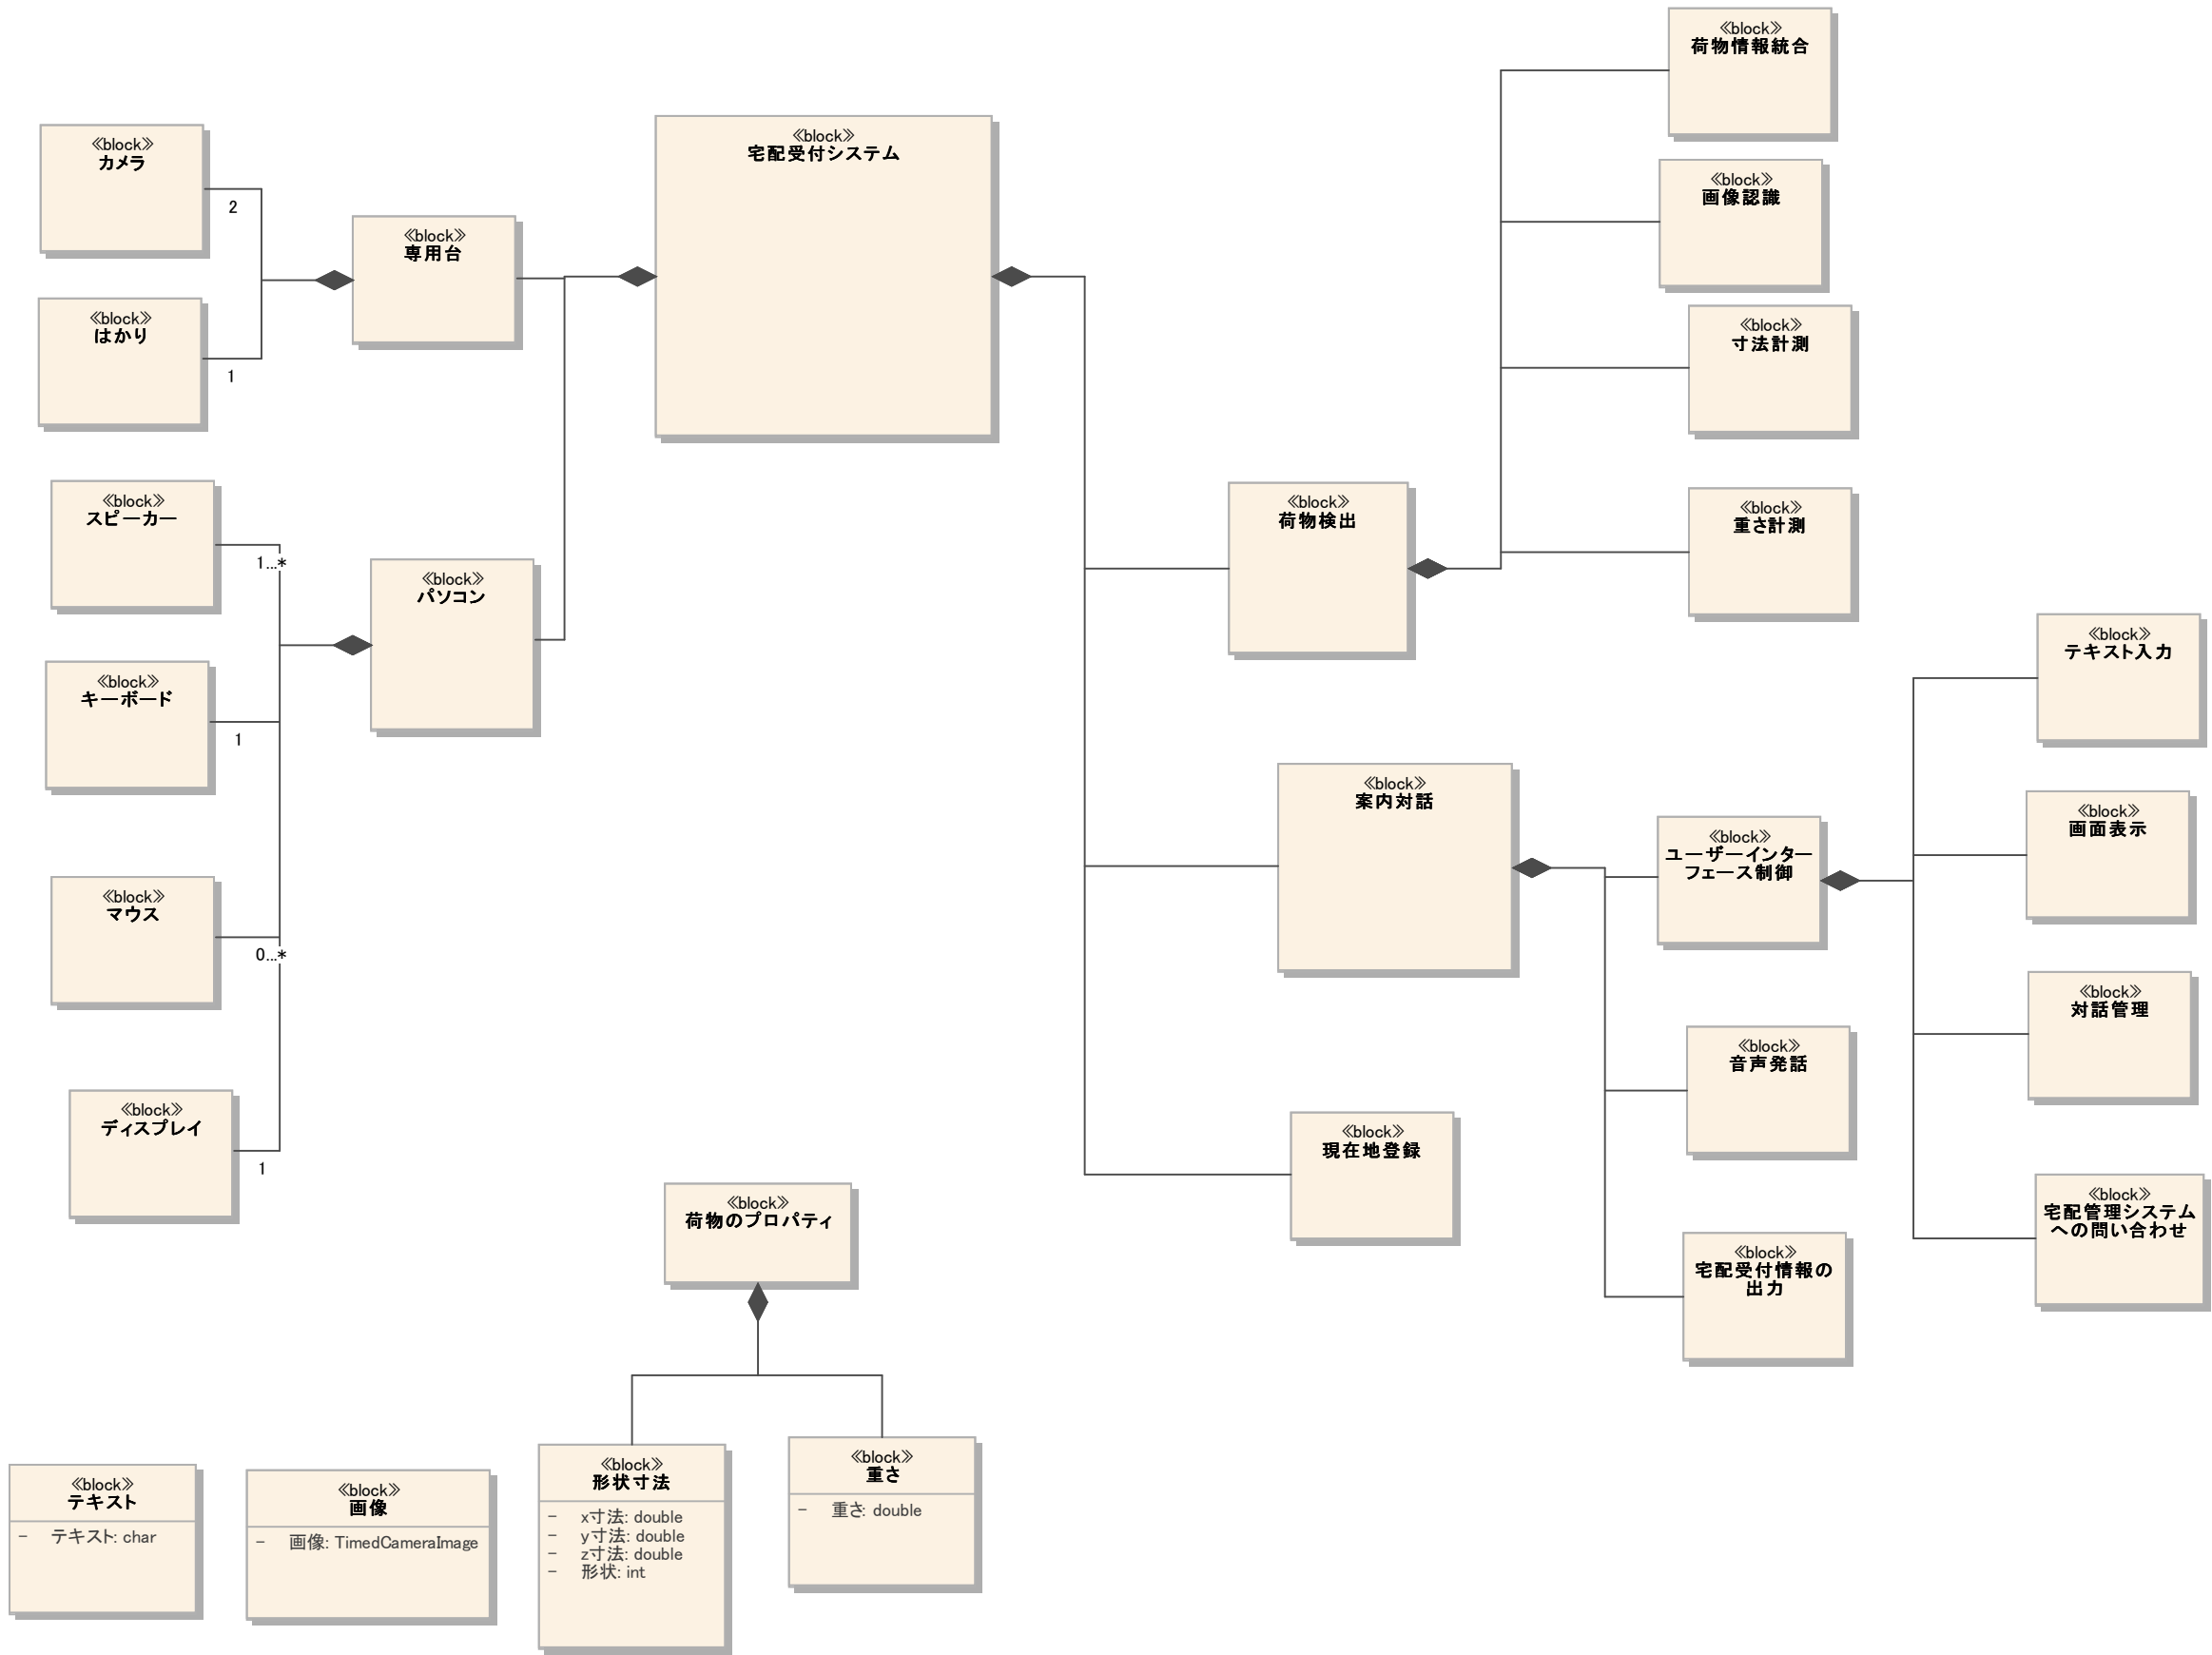 ≪block≫
荷物情報統合
≪block≫
画像認識
≪block≫
寸法計測
≪block≫
重さ計測
≪block≫
宅配受付システム
≪block≫
カメラ
2
≪block≫
専用台
≪block≫
はかり
1
≪block≫
スピーカー
1...*
≪block≫
パソコン
≪block≫
キーボード
1
≪block≫
マウス
0...*
≪block≫
ディスプレイ
1
≪block≫
荷物検出
≪block≫
案内対話
≪block≫
現在地登録
≪block≫
ユーザーインター
フェース制御
≪block≫
音声発話
≪block≫
宅配受付情報の
出力
≪block≫
テキスト入力
≪block≫
画面表示
≪block≫
対話管理
≪block≫
宅配管理システム
への問い合わせ
≪block≫
荷物のプロパティ
≪block≫
テキスト
- テキスト: char
≪block≫
画像
- 画像: TimedCameraImage
≪block≫
形状寸法
- x寸法: double
- y寸法: double
- z寸法: double
- 形状: int
≪block≫
重さ
- 重さ: double